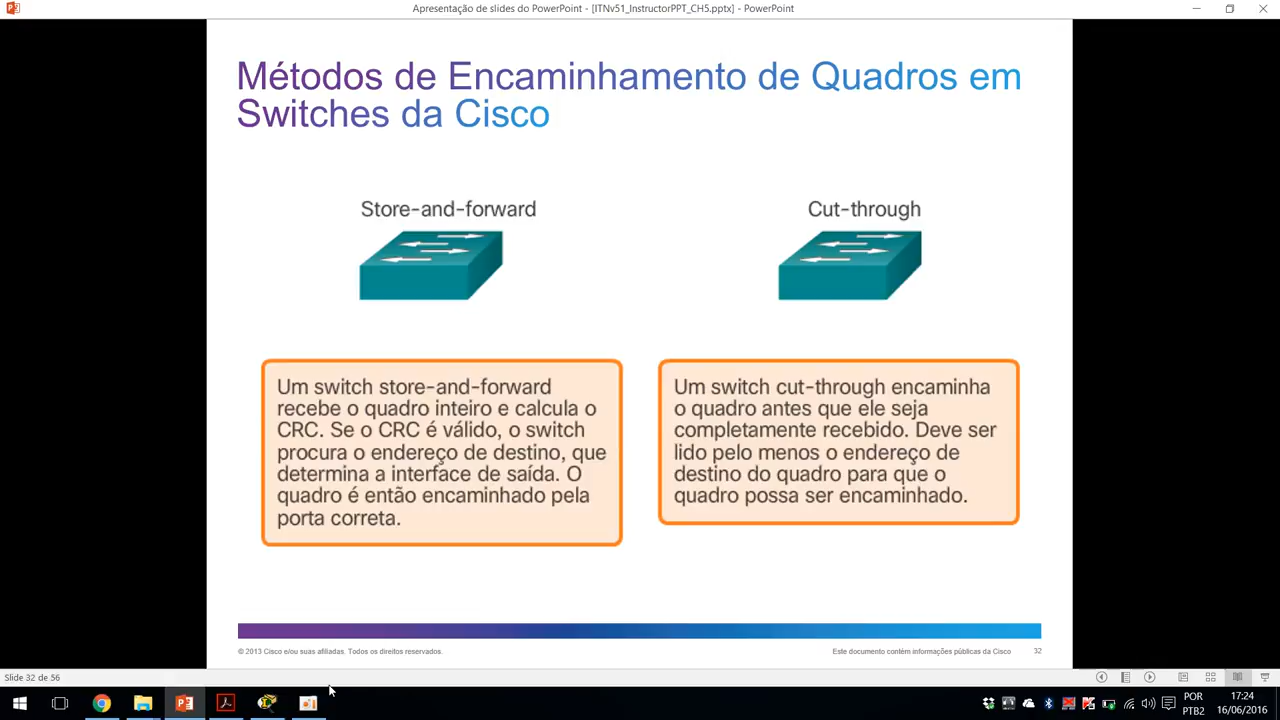 Apresentação de slides do PowerPoint - [ITNv51_InstructorPPT_CH5.pptx] - PowerPoint
Métodos de Encaminhamento de Quadros em
Switches da Cisco
Store-and-forward
Cut-through
Um switch store-and-forward
recebe o quadro inteiro e calcula o
CRC. Se o CRC é válido, o switch
procura o endereço de destino, que
determina a interface de saída. O
quadro é então encaminhado pela
porta correta.
Um switch cut-through encaminha
o quadro antes que ele seja
completamente recebido. Deve ser
lido pelo menos o endereço de
destino do quadro para que o
quadro possa ser encaminhado.
© 2013 Cisco e/ou suas afiliadas. Todos os direitos reservados.
Este documento contém informações públicas da Cisco
32
Slide 32 de 56
POR
PTB2
17:24
16/06/2016